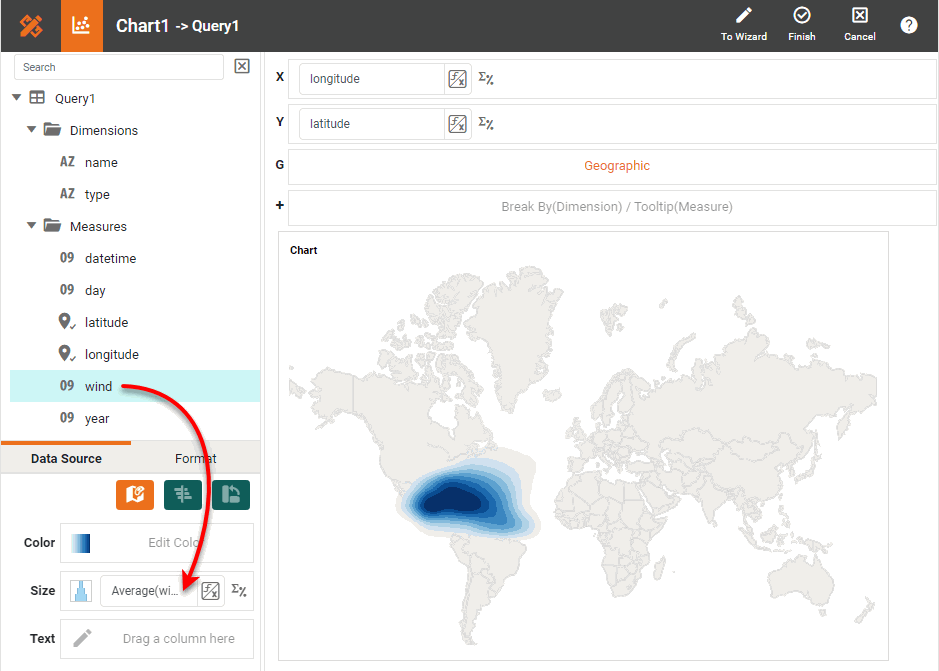 Chart1 -> Query1
To Wizard
Finish
Cancel
?
Search
Query1
Dimensions
AZ name
AZ type
Measures
09 datetime
09 day
latitude
longitude
09 wind
09 year
Data Source
Format
Color
Edit Colo
Size
Average(wi...
Text
Drag a column here
X
longitude
Y
latitude
G
Geographic
+
Break By(Dimension) / Tooltip(Measure)
Chart